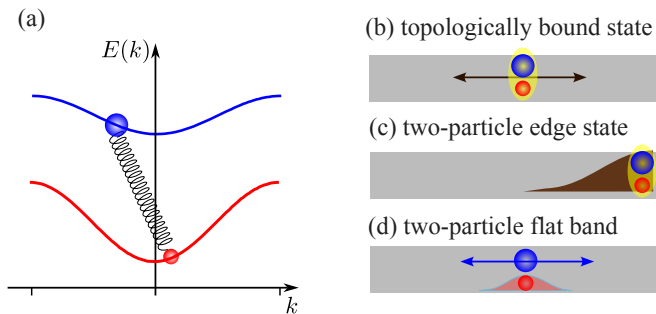 (a)
E(k)
k
(b) topologically bound state
(c) two-particle edge state
(d) two-particle flat band